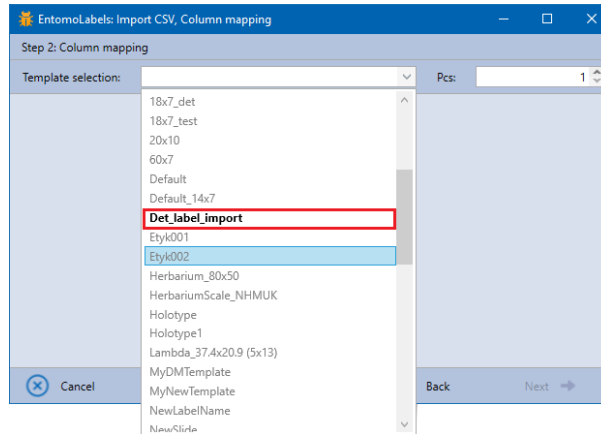 EntomoLabels: Import CSV, Column mapping
Step 2: Column mapping
Template selection: Pcs: 1
18x7_det
18x7_test
20x10
60x7
Default
Default_14x7
Det_label_import
Etyk001
Etyk002
Herbarium_80x50
HerbariumScale_NHMUK
Holotype
Holotype1
Lambda_37.4x20.9 (5x13)
MyDMTemplate
Cancel Back Next
MyNewTemplate
NewLabelName
NewSlide